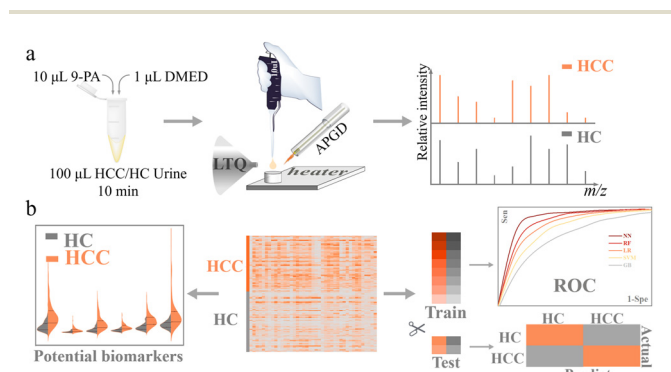 a
10 μL 9-PA
1 μL DMED
100 μL HCC/HC Urine
10 min
LTQ
APGD
heater
Relative intensity
HCC
HC
m/z
b
HC
HCC
Potential biomarkers
HCC
HC
Train
Test
Sen
NN
RF
LR
SVM
GB
ROC
1-Spe
HC
HCC
HC
HCC
Actual